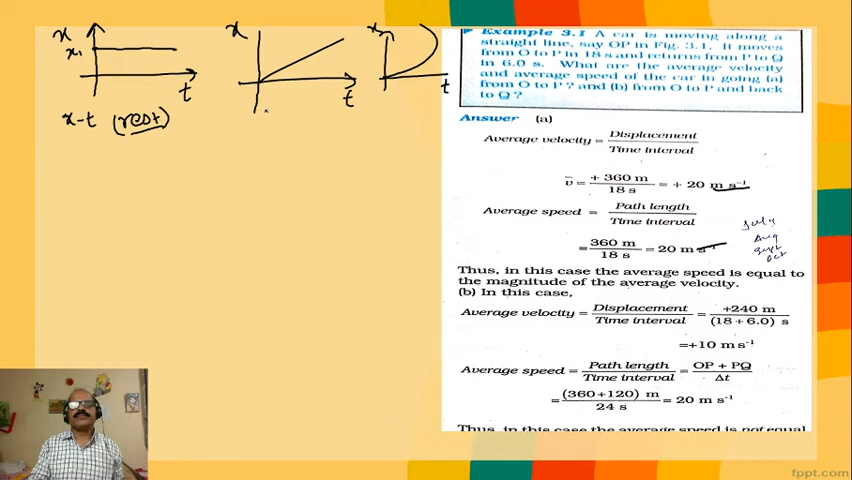 x
x₁
t
x-t (rest)
x
t
x
t
Example 3.1 A car is moving along a
straight line, say OP in Fig. 3.1. It moves
from O to P in 18 s and returns from P to Q
in 6.0 s. What are the average velocity
and average speed of the car in going (a)
from O to P ? and (b) from O to P and back
to Q ?
Answer (a)
Average velocity = Displacement / Time interval
v̄ = + 360 m / 18 s = + 20 m s⁻¹
Average speed = Path length / Time interval
= 360 m / 18 s = 20 m s⁻¹
July
Aug
Sept
Oct
Thus, in this case the average speed is equal to
the magnitude of the average velocity.
(b) In this case,
Average velocity = Displacement / Time interval = +240 m / (18 + 6.0) s
=+10 m s⁻¹
Average speed = Path length / Time interval = OP + PQ / Δt
= (360+120) m / 24 s = 20 m s⁻¹
Thus, in this case the average speed is not equal
fppt.com